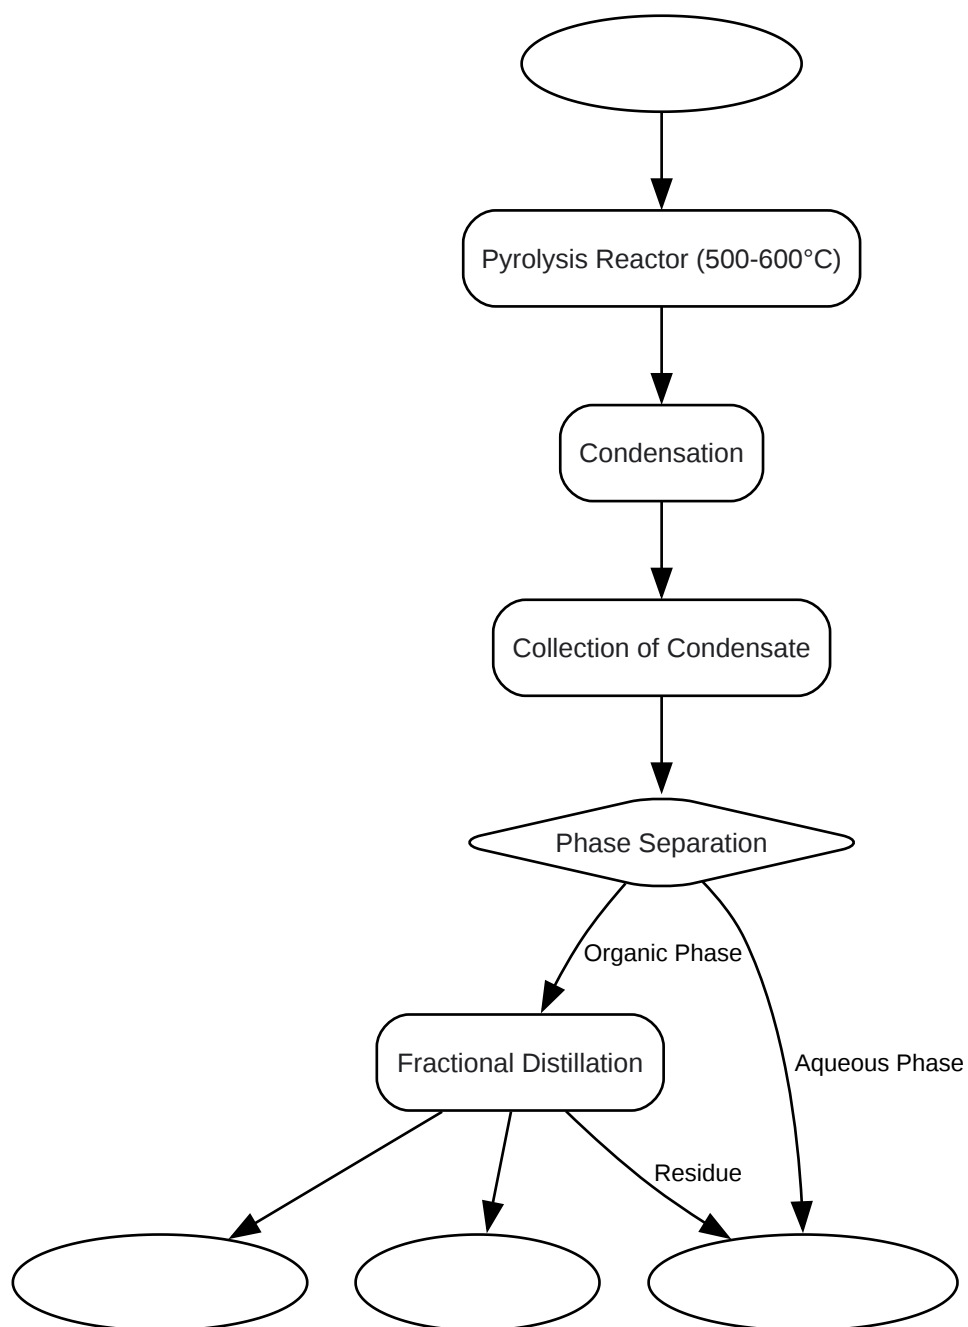 Pyrolysis Reactor (500-600°C)
Condensation
Collection of Condensate
Phase Separation
Organic Phase
Fractional Distillation
Aqueous Phase
Residue